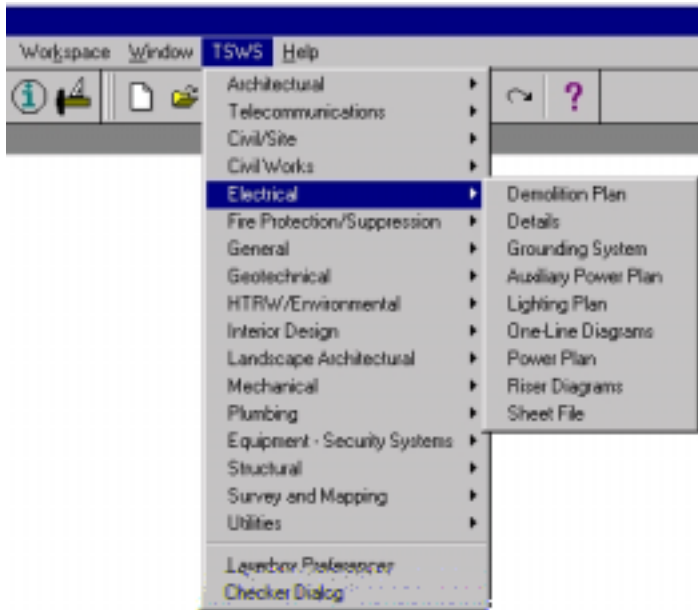 Workspace Window TSWS Help
?
Architectural
Telecommunications
Civil/Site
Civil Works
Electrical
Fire Protection/Suppression
General
Geotechnical
HTRW/Environmental
Interior Design
Landscape Architectural
Mechanical
Plumbing
Equipment - Security Systems
Structural
Survey and Mapping
Utilities
Layerbox Preferences
Checker Dialog
Demolition Plan
Details
Grounding System
Auxiliary Power Plan
Lighting Plan
One-Line Diagrams
Power Plan
Riser Diagrams
Sheet File